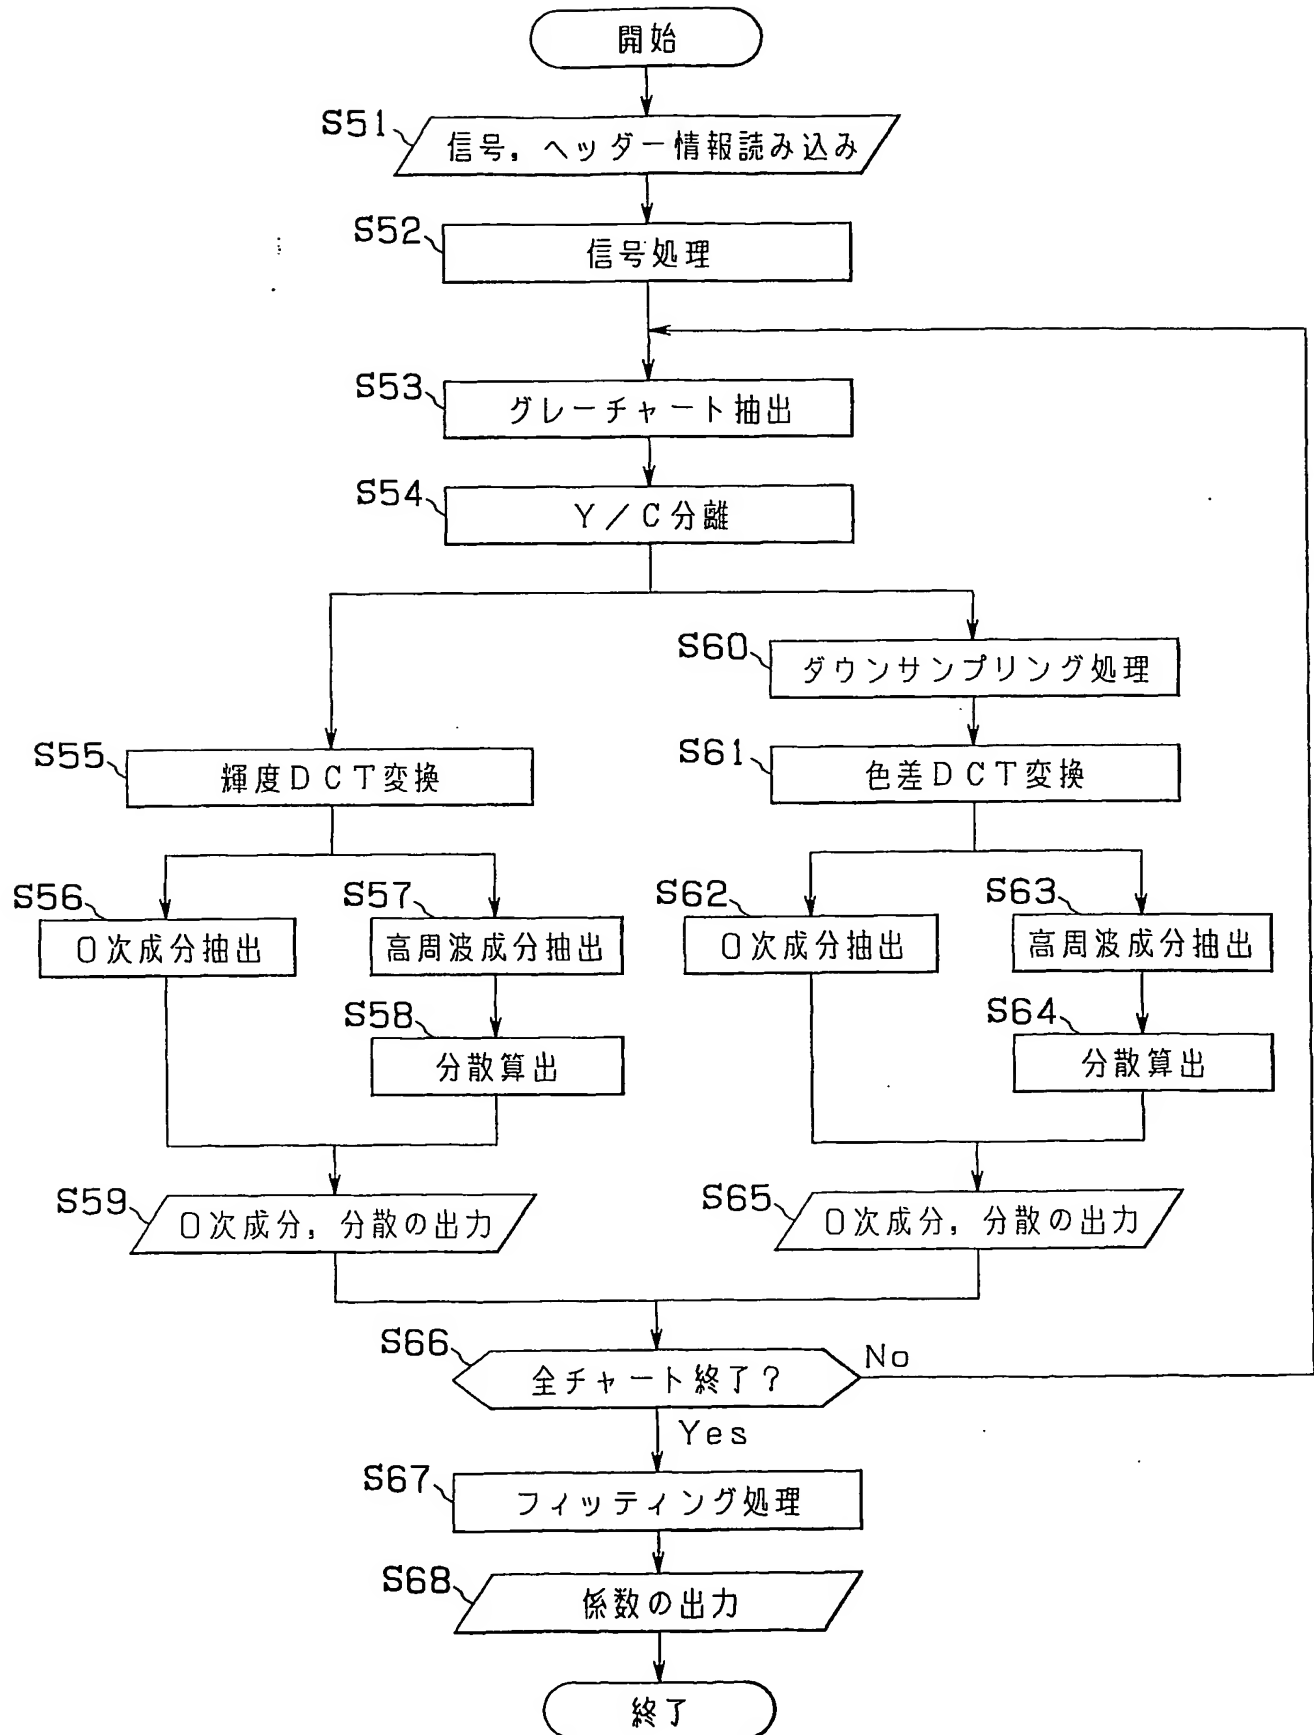 開始
S51
信号,ヘッダー情報読み込み
S52
信号処理
S53
グレーチャート抽出
S54
Y/C分離
S60
ダウンサンプリング処理
S55
輝度DCT変換
S61
色差DCT変換
S56
0次成分抽出
S57
高周波成分抽出
S62
0次成分抽出
S63
高周波成分抽出
S58
分散算出
S64
分散算出
S59
0次成分,分散の出力
S65
0次成分,分散の出力
S66
全チャート終了?
No
Yes
S67
フィッティング処理
S68
係数の出力
終了